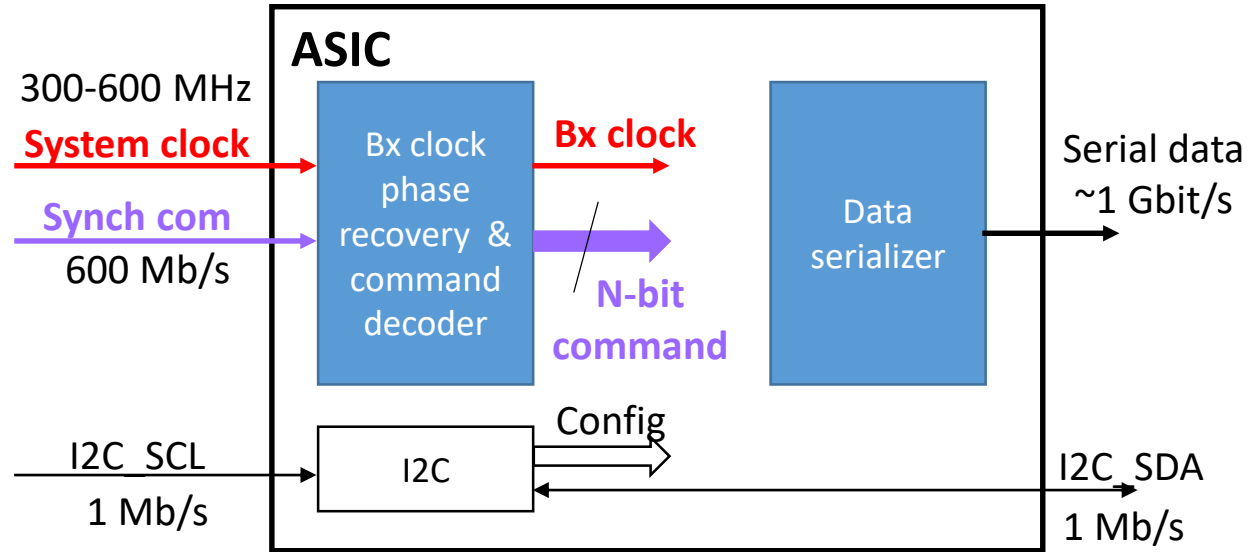 ASIC
300-600 MHz
System clock
Synch com
600 Mb/s
Bx clock
phase
recovery &
command
decoder
Bx clock
N-bit
command
Data
serializer
Serial data
~1 Gbit/s
I2C_SCL
1 Mb/s
I2C
Config
I2C_SDA
1 Mb/s